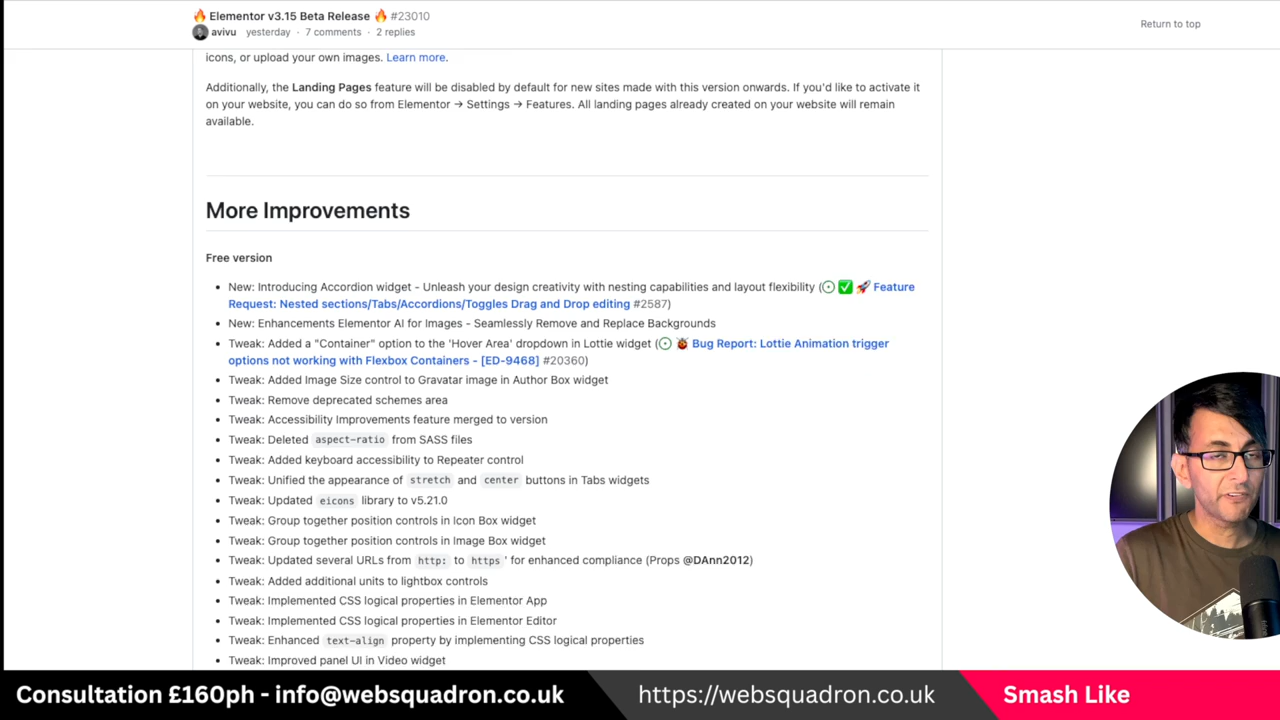 🔥 Elementor v3.15 Beta Release 🔥 #23010
avivu yesterday · 7 comments · 2 replies
Return to top
icons, or upload your own images. Learn more.
Additionally, the Landing Pages feature will be disabled by default for new sites made with this version onwards. If you'd like to activate it
on your website, you can do so from Elementor → Settings → Features. All landing pages already created on your website will remain
available.
More Improvements
Free version
• New: Introducing Accordion widget - Unleash your design creativity with nesting capabilities and layout flexibility (✅ 🚀 Feature
Request: Nested sections/Tabs/Accordions/Toggles Drag and Drop editing #2587)
• New: Enhancements Elementor AI for Images - Seamlessly Remove and Replace Backgrounds
• Tweak: Added a "Container" option to the 'Hover Area' dropdown in Lottie widget (🐞 Bug Report: Lottie Animation trigger
options not working with Flexbox Containers - [ED-9468] #20360)
• Tweak: Added Image Size control to Gravatar image in Author Box widget
• Tweak: Remove deprecated schemes area
• Tweak: Accessibility Improvements feature merged to version
• Tweak: Deleted aspect-ratio from SASS files
• Tweak: Added keyboard accessibility to Repeater control
• Tweak: Unified the appearance of stretch and center buttons in Tabs widgets
• Tweak: Updated eicons library to v5.21.0
• Tweak: Group together position controls in Icon Box widget
• Tweak: Group together position controls in Image Box widget
• Tweak: Updated several URLs from http: to https ' for enhanced compliance (Props @DAnn2012)
• Tweak: Added additional units to lightbox controls
• Tweak: Implemented CSS logical properties in Elementor App
• Tweak: Implemented CSS logical properties in Elementor Editor
• Tweak: Enhanced text-align property by implementing CSS logical properties
• Tweak: Improved panel UI in Video widget
Consultation £160ph - info@websquadron.co.uk
https://websquadron.co.uk
Smash Like